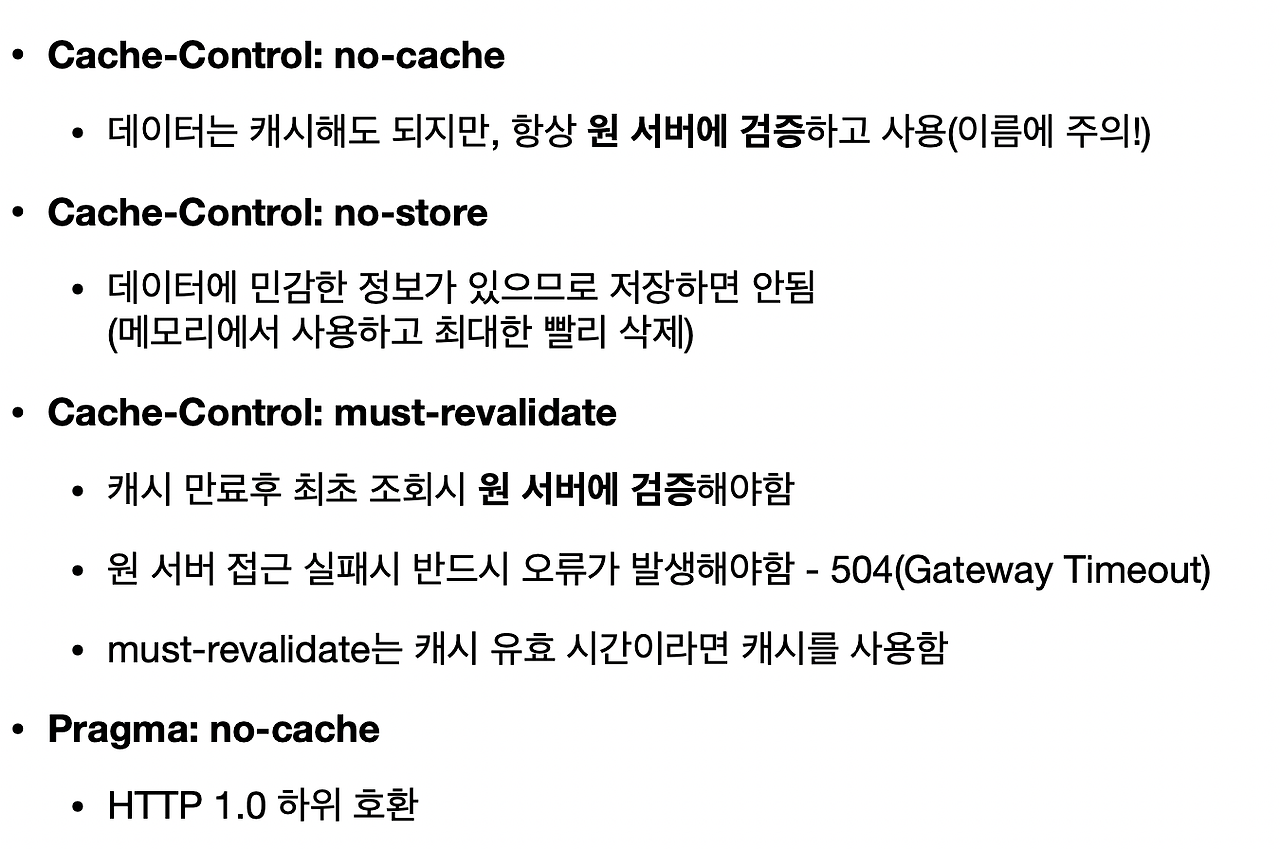 • Cache-Control: no-cache
• 데이터는 캐시해도 되지만, 항상 원 서버에 검증하고 사용(이름에 주의!)
• Cache-Control: no-store
• 데이터에 민감한 정보가 있으므로 저장하면 안됨
(메모리에서 사용하고 최대한 빨리 삭제)
• Cache-Control: must-revalidate
• 캐시 만료후 최초 조회시 원 서버에 검증해야함
• 원 서버 접근 실패시 반드시 오류가 발생해야함 - 504(Gateway Timeout)
• must-revalidate는 캐시 유효 시간이라면 캐시를 사용함
• Pragma: no-cache
• HTTP 1.0 하위 호환